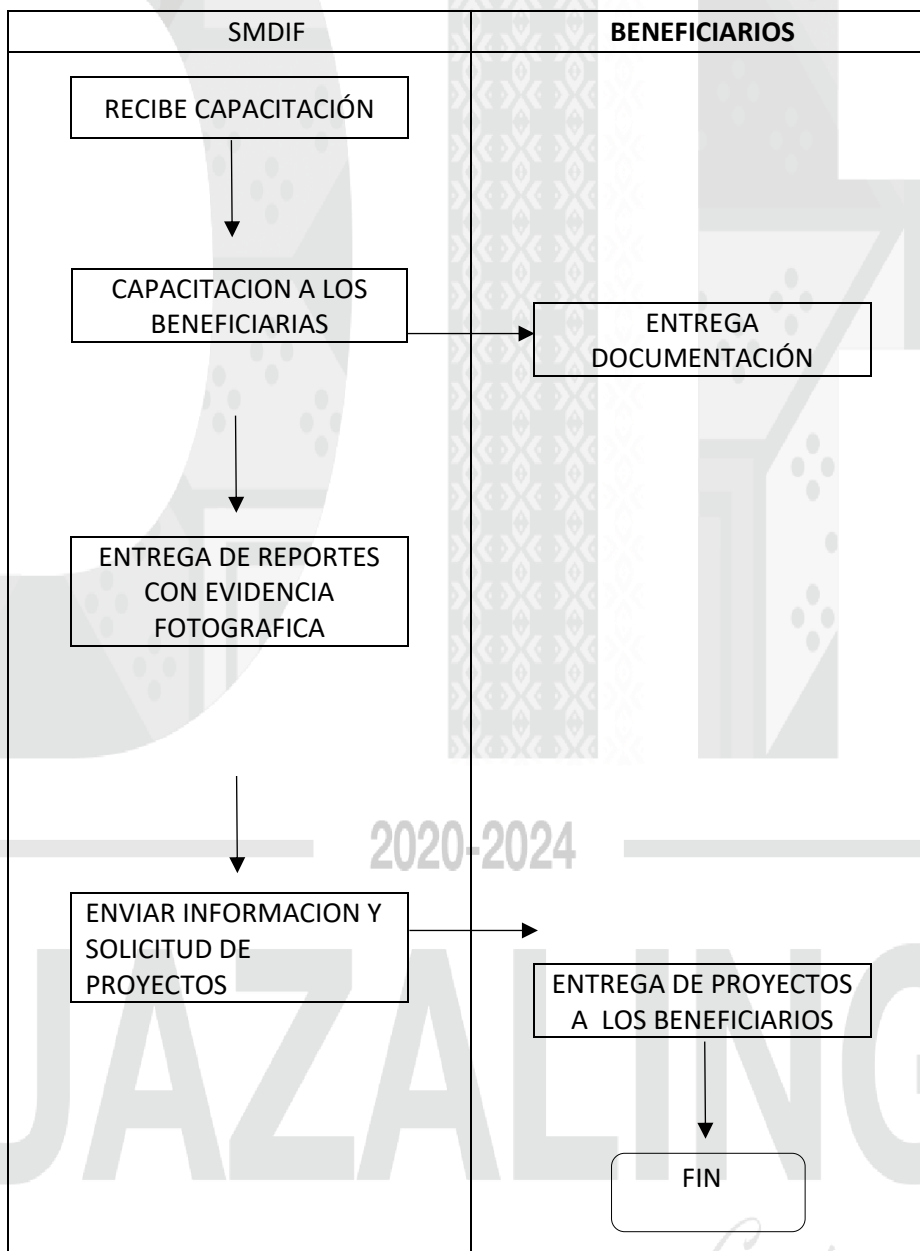 SMDIF
BENEFICIARIOS
RECIBE CAPACITACIÓN
CAPACITACION A LOS
BENEFICIARIAS
ENTREGA
DOCUMENTACIÓN
ENTREGA DE REPORTES
CON EVIDENCIA
FOTOGRAFICA
2020-2024
ENVIAR INFORMACION Y
SOLICITUD DE
PROYECTOS
ENTREGA DE PROYECTOS
A LOS BENEFICIARIOS
UAZALING
FIN